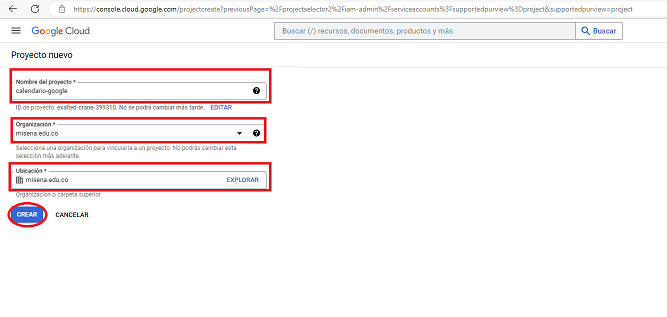 https://console.cloud.google.com/projectcreate?previousPage=%2Fprojectselector2%2Fiam-admin%2Fserviceaccounts%3Fsupportedpurview%3Dproject&supportedpurview=project
Google Cloud
Buscar (/) recursos, documentos, productos y más
Buscar
Proyecto nuevo
Nombre del proyecto *
calendario-google
ID de proyecto: exalted-crane-399310. No se podrá cambiar más tarde. EDITAR
Organización *
misena.edu.co
Selecciona una organización para vincularla a un proyecto. No podrás cambiar esta
selección más adelante.
Ubicación *
misena.edu.co EXPLORAR
Organización o carpeta superior
CREAR CANCELAR